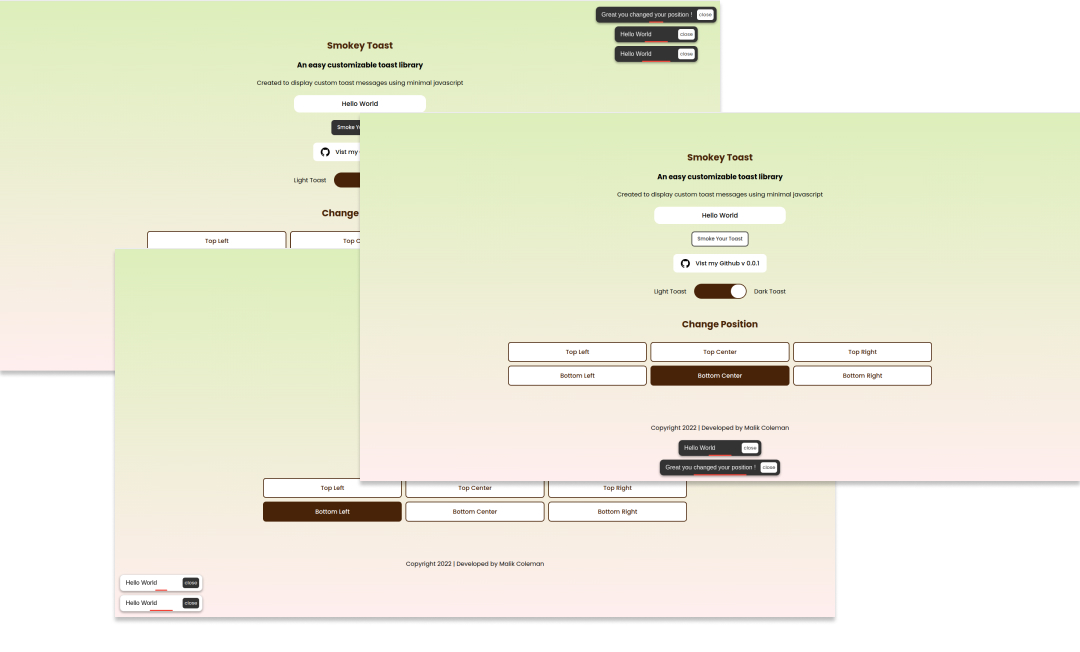 Great you changed your position !
close
Hello World
close
Hello World
close
Smokey Toast
An easy customizable toast library
Created to display custom toast messages using minimal javascript
Hello World
Smoke
Vist my
Light Toast
Change
Top Left
Top C
Smokey Toast
An easy customizable toast library
Created to display custom toast messages using minimal javascript
Hello World
Smoke Your Toast
Vist my Github v 0.0.1
Light Toast
Dark Toast
Change Position
Top Left
Top Center
Top Right
Bottom Left
Bottom Center
Bottom Right
Copyright 2022 | Developed by Malik Coleman
Hello World
close
Great you changed your position !
close
Top Left
Top Center
Top Right
Bottom Left
Bottom Center
Bottom Right
Copyright 2022 | Developed by Malik Coleman
Hello World
close
Hello World
close